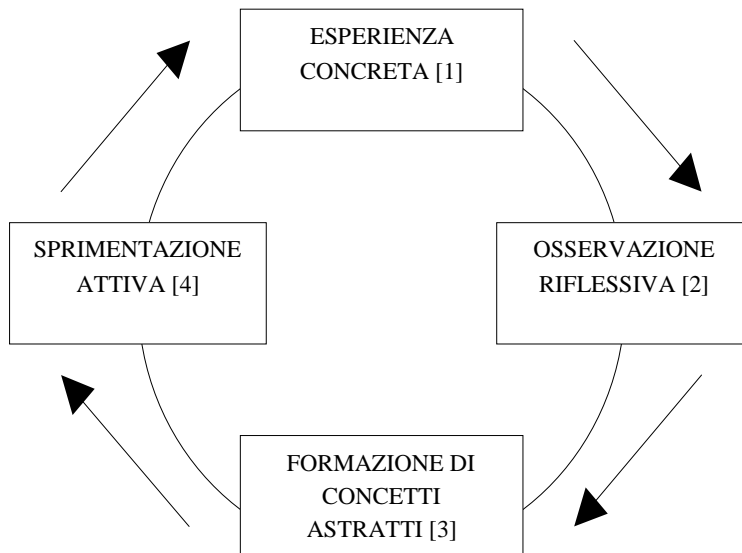 ESPERIENZA
CONCRETA [1]
SPRIMENTAZIONE
ATTIVA [4]
OSSERVAZIONE
RIFLESSIVA [2]
FORMAZIONE DI
CONCETTI
ASTRATTI [3]